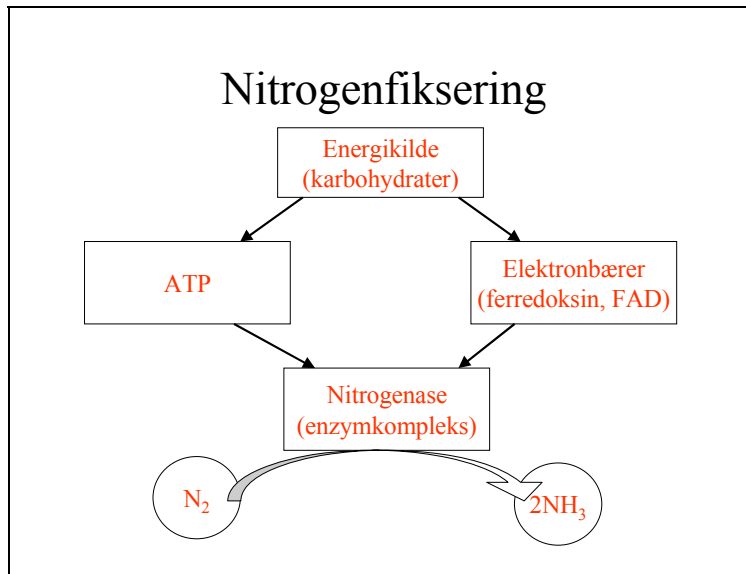 Nitrogenfiksering
Energikilde
(karbohydrater)
ATP
Elektronbærer
(ferredoksin, FAD)
Nitrogenase
(enzymkompleks)
N₂
2NH₃